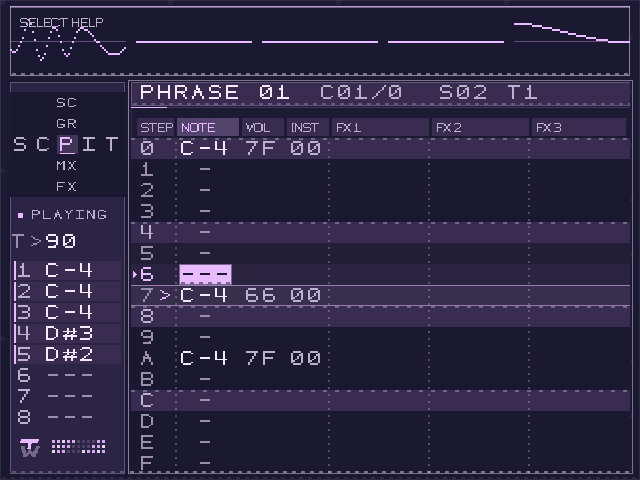 SELECT HELP
PHRASE 01 C01/0 S02 T1
SC
GR
S C P I T
MX
FX
PLAYING
T>90
1 C-4
2 C-4
3 C-4
4 D#3
5 D#2
6 ---
7 ---
8 ---
TW
STEP NOTE VOL INST FX1 FX2 FX3
0 C-4 7F 00
1 -
2 -
3 -
4 -
5 -
6 ---
7 > C-4 66 00
8 -
9 -
A C-4 7F 00
B -
C -
D -
E -
F -